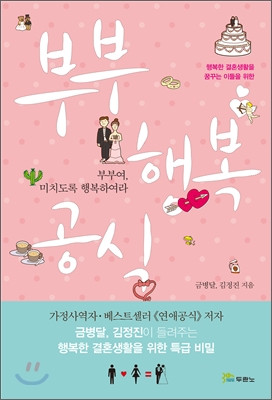 행복한 결혼생활을
꿈꾸는 이들을 위한
부부
행복
공식
부부여,
미치도록 행복하여라
금병달, 김정진 지음
가정사역자·베스트셀러 《연애공식》 저자
금병달, 김정진이 들려주는
행복한 결혼생활을 위한 특급 비밀
두란노